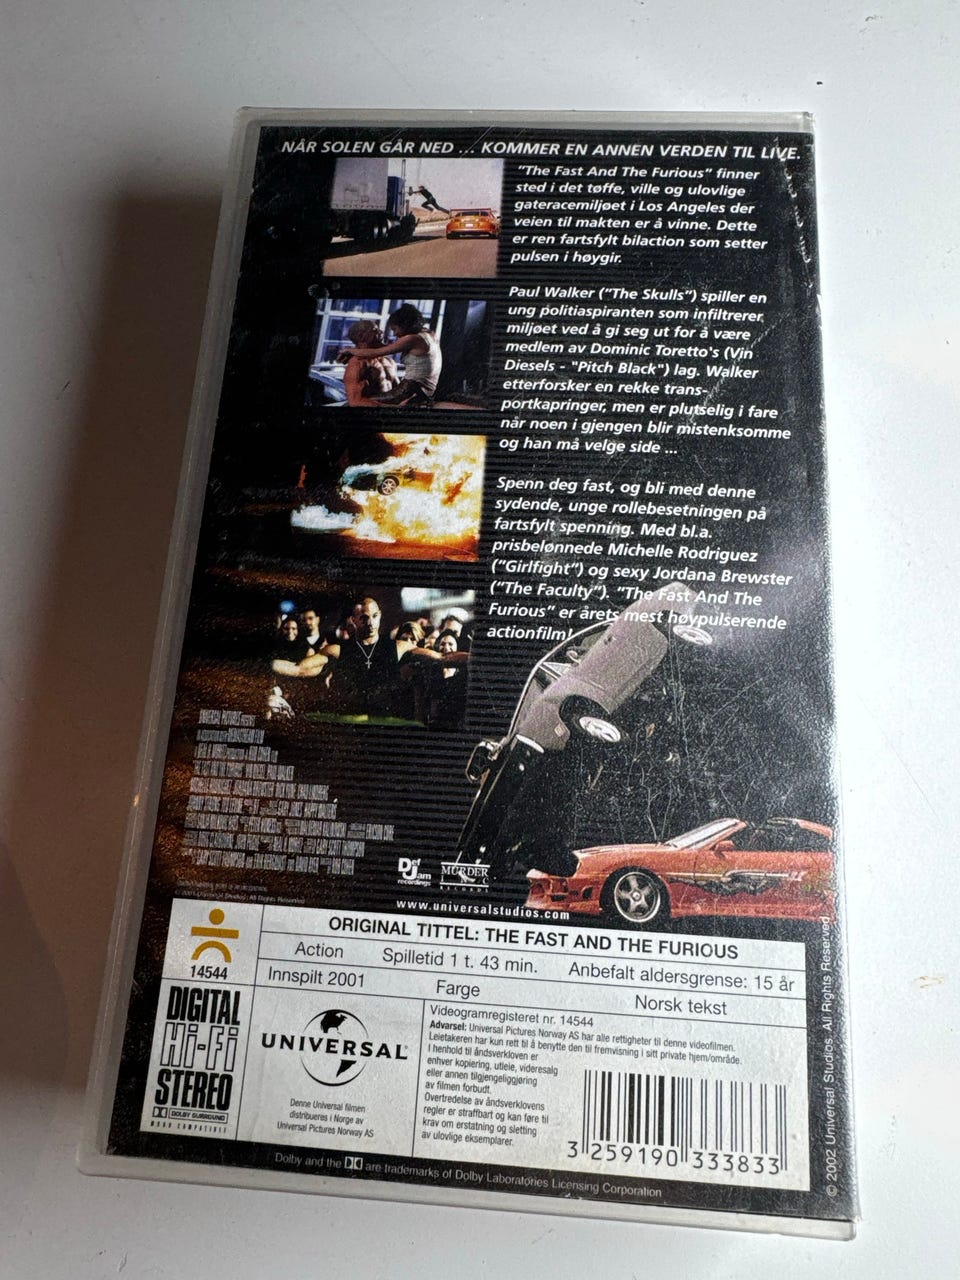 NÅR SOLEN GÅR NED ... KOMMER EN ANNEN VERDEN TIL LIVE.
"The Fast And The Furious" finner
sted i det tøffe, ville og ulovlige
gateracemiljøet i Los Angeles der
veien til makten er å vinne. Dette
er ren fartsfylt bilaction som setter
pulsen i høygir.
Paul Walker ("The Skulls") spiller en
ung politiaspiranten som infiltrerer
miljøet ved å gi seg ut for å være
medlem av Dominic Toretto's (Vin
Diesels - "Pitch Black") lag. Walker
etterforsker en rekke trans-
portkapringer, men er plutselig i fare
når noen i gjengen blir mistenksomme
og han må velge side ...
Spenn deg fast, og bli med denne
sydende, unge rollebesetningen på
fartsfylt spenning. Med bl.a.
prisbelønnede Michelle Rodriguez
("Girlfight") og sexy Jordana Brewster
("The Faculty"). "The Fast And The
Furious" er årets mest høypulserende
actionfilm!
Def
Jam
recordings
MURDER
INC
RECORDS
www.universalstudios.com
14544
ORIGINAL TITTEL: THE FAST AND THE FURIOUS
Action Spilletid 1 t. 43 min. Anbefalt aldersgrense: 15 år
Innspilt 2001 Farge Norsk tekst
DIGITAL
Hi-Fi
STEREO
DOLBY SURROUND
UNIVERSAL
Denne Universal filmen
distribueres i Norge av
Universal Pictures Norway AS
Videogramregisteret nr. 14544
Advarsel: Universal Pictures Norway AS har alle rettigheter til denne videofilmen.
Leietakeren har kun rett til å benytte den til fremvisning i sitt private hjem/område.
I henhold til åndsverkloven er
enhver kopiering, utleie, videresalg
eller annen tilgjengeliggjøring
av filmen forbudt.
Overtredelse av åndsverklovens
regler er straffbart og kan føre til
krav om erstatning og sletting
av ulovlige eksemplarer.
3 259190 333833
Dolby and the DD are trademarks of Dolby Laboratories Licensing Corporation
© 2002 Universal Studios. All Rights Reserved.